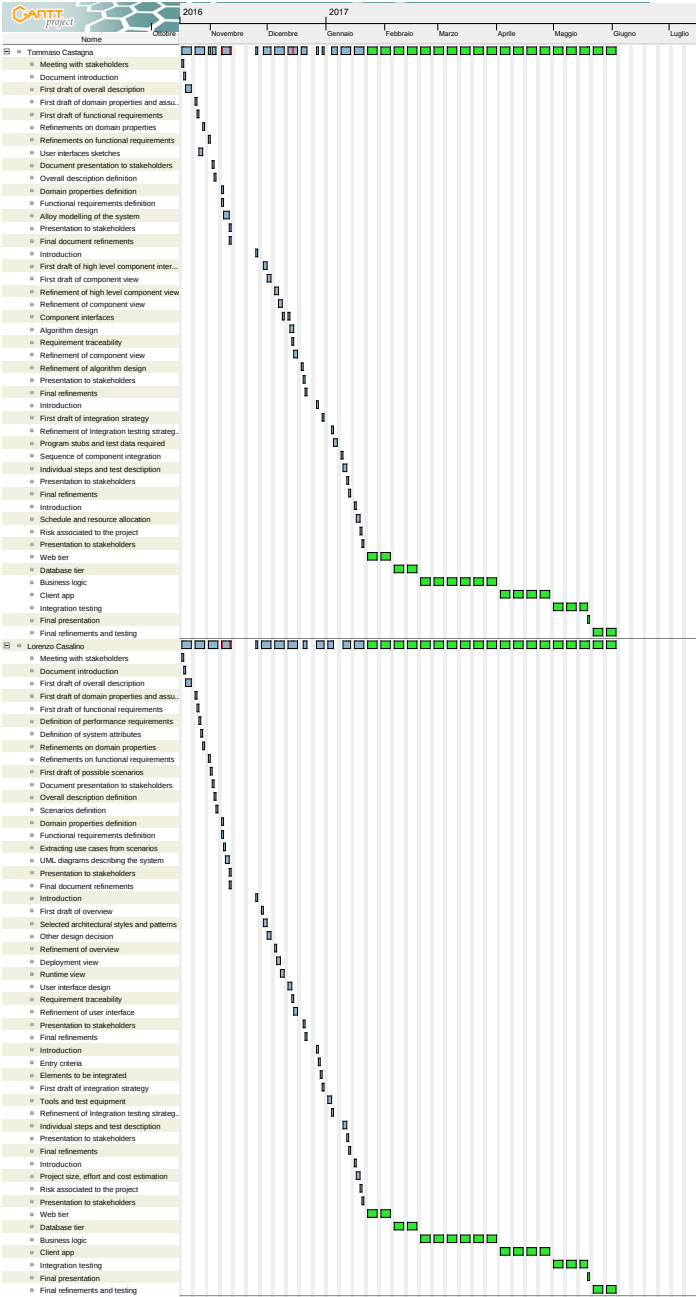 GANTT
project
2016
2017
Nome
Ottobre
Novembre
Dicembre
Gennaio
Febbraio
Marzo
Aprile
Maggio
Giugno
Luglio
Tommaso Castagna
Meeting with stakeholders
Document introduction
First draft of overall description
First draft of domain properties and assu..
First draft of functional requirements
Refinements on domain properties
Refinements on functional requirements
User interfaces sketches
Document presentation to stakeholders
Overall description definition
Domain properties definition
Functional requirements definition
Alloy modelling of the system
Presentation to stakeholders
Final document refinements
Introduction
First draft of high level component inter...
First draft of component view
Refinement of high level component view
Refinement of component view
Component interfaces
Algorithm design
Requirement traceability
Refinement of component view
Refinement of algorithm design
Presentation to stakeholders
Final refinements
Introduction
First draft of integration strategy
Refinement of Integration testing strateg..
Program stubs and test data required
Sequence of component integration
Individual steps and test desctiption
Presentation to stakeholders
Final refinements
Introduction
Schedule and resource allocation
Risk associated to the project
Presentation to stakeholders
Web tier
Database tier
Business logic
Client app
Integration testing
Final presentation
Final refinements and testing
Lorenzo Casalino
Meeting with stakeholders
Document introduction
First draft of overall description
First draft of domain properties and assu..
First draft of functional requirements
Definition of performance requirements
Definition of system attributes
Refinements on domain properties
Refinements on functional requirements
First draft of possible scenarios
Document presentation to stakeholders
Overall description definition
Scenarios definition
Domain properties definition
Functional requirements definition
Extracting use cases from scenarios
UML diagrams describing the system
Presentation to stakeholders
Final document refinements
Introduction
First draft of overview
Selected architectural styles and patterns
Other design decision
Refinement of overview
Deployment view
Runtime view
User interface design
Requirement traceability
Refinement of user interface
Presentation to stakeholders
Final refinements
Introduction
Entry criteria
Elements to be integrated
First draft of integration strategy
Tools and test equipment
Refinement of Integration testing strateg..
Individual steps and test desctiption
Presentation to stakeholders
Final refinements
Introduction
Project size, effort and cost estimation
Risk associated to the project
Presentation to stakeholders
Web tier
Database tier
Business logic
Client app
Integration testing
Final presentation
Final refinements and testing